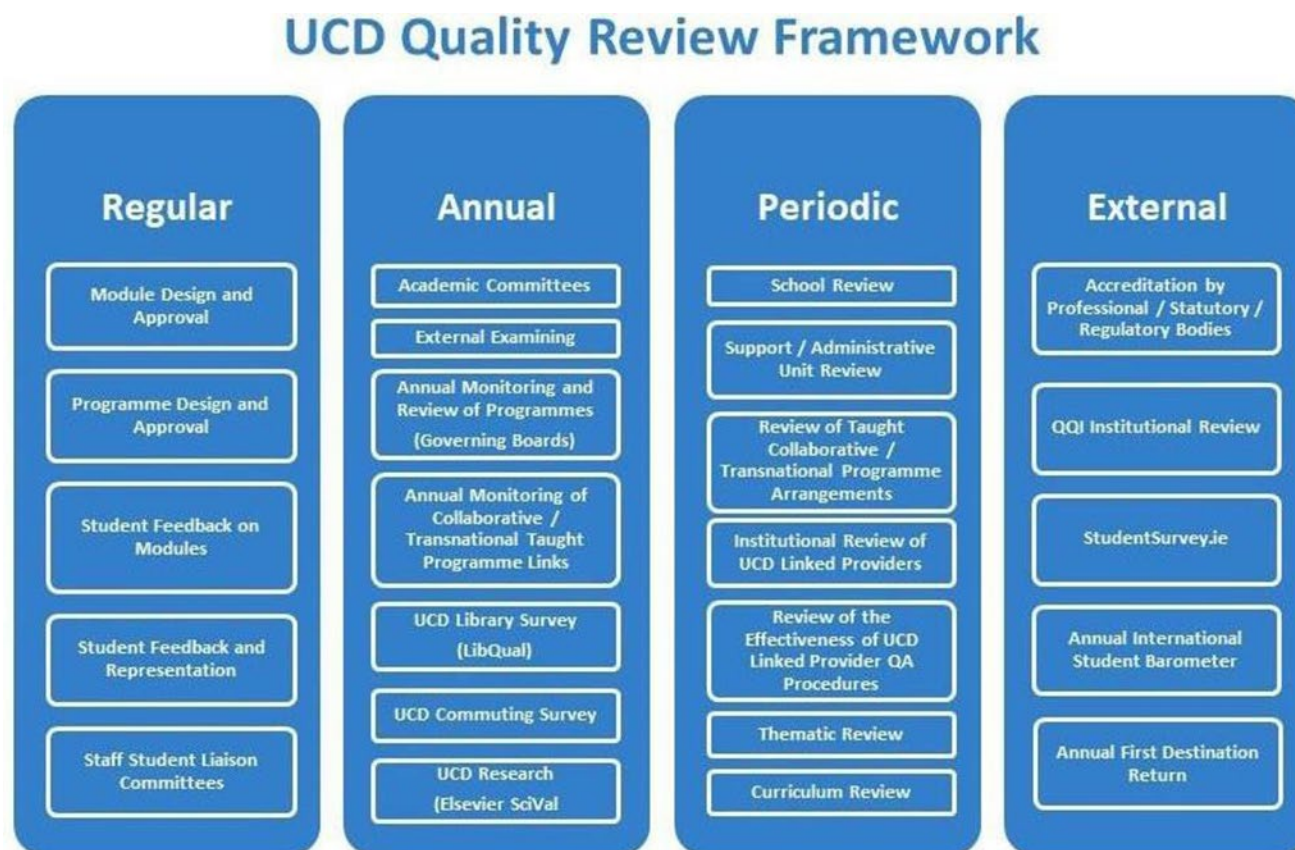 UCD Quality Review Framework
Regular
Module Design and
Approval
Programme Design and
Approval
Student Feedback on
Modules
Student Feedback and
Representation
Staff Student Liaison
Committees
Annual
Academic Committees
External Examining
Annual Monitoring and
Review of Programmes
(Governing Boards)
Annual Monitoring of
Collaborative /
Transnational Taught
Programme Links
UCD Library Survey
(LibQual)
UCD Commuting Survey
UCD Research
(Elsevier SciVal
Periodic
School Review
Support / Administrative
Unit Review
Review of Taught
Collaborative /
Transnational Programme
Arrangements
Institutional Review of
UCD Linked Providers
Review of the
Effectiveness of UCD
Linked Provider QA
Procedures
Thematic Review
Curriculum Review
External
Accreditation by
Professional / Statutory /
Regulatory Bodies
QQI Institutional Review
StudentSurvey.ie
Annual International
Student Barometer
Annual First Destination
Return